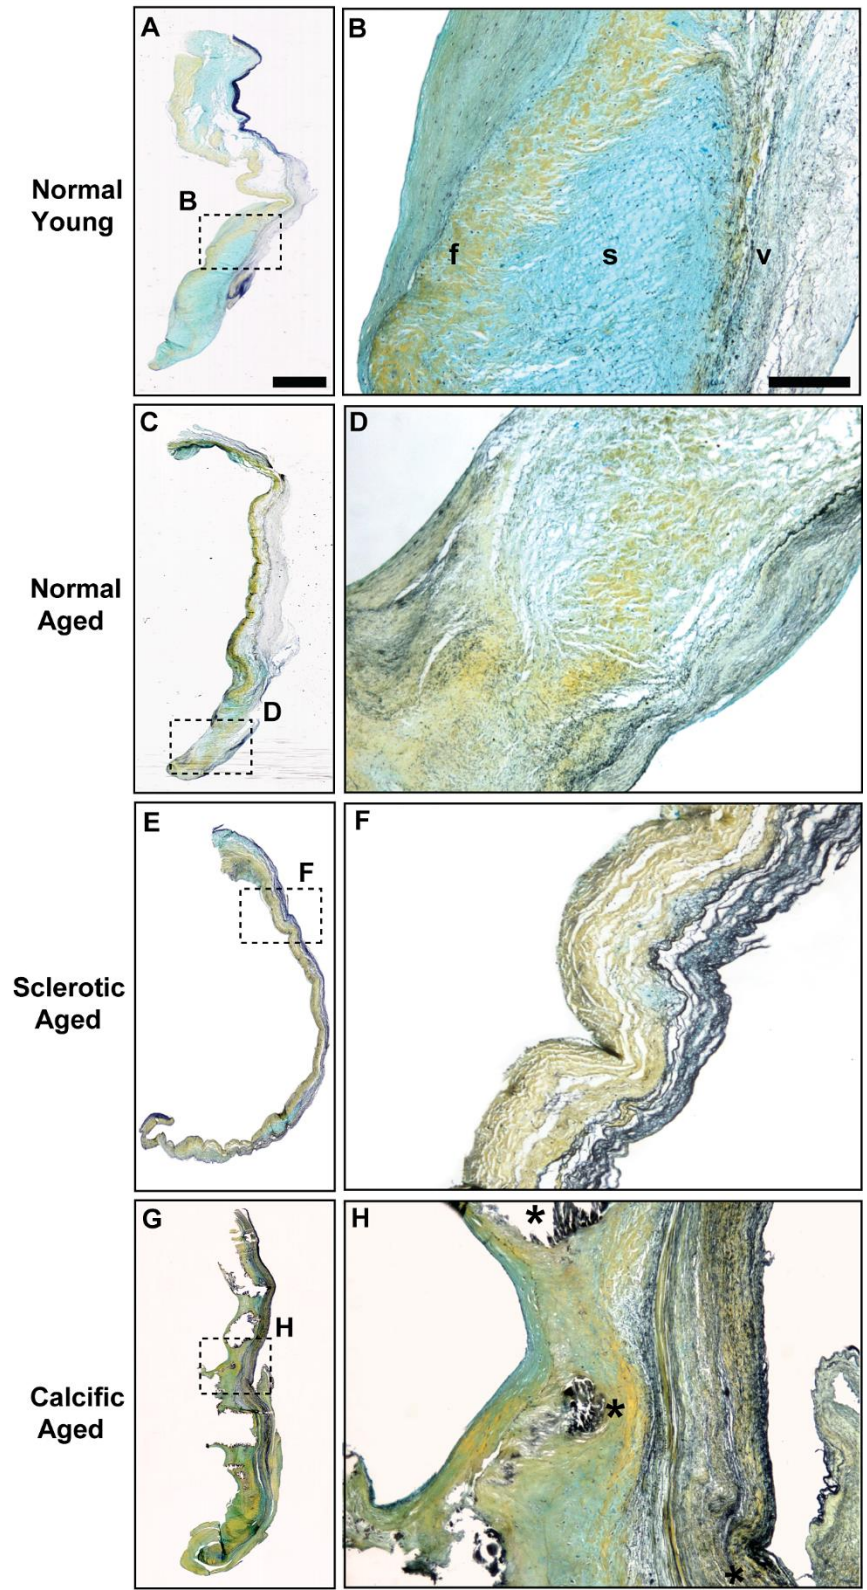 A
B
Normal
Young
B
f
s
v
C
D
Normal
Aged
D
E
F
F
Sclerotic
Aged
G
H
*
H
Calcific
Aged
*
*